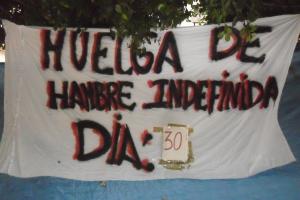 HUELGA DE
HAMBRE INDEFINIDA
DIA: 30